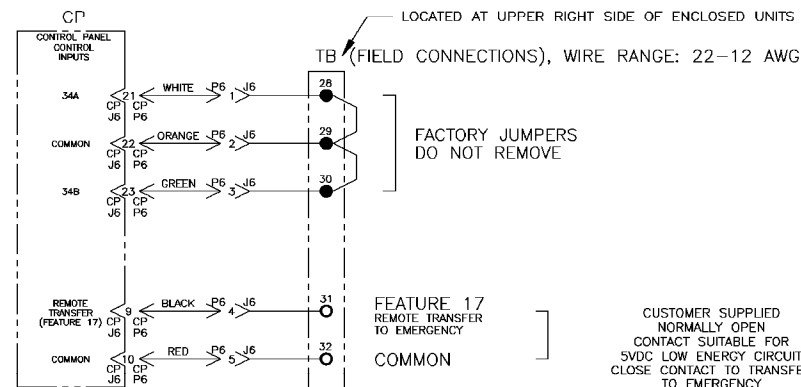 CP
LOCATED AT UPPER RIGHT SIDE OF ENCLOSED UNITS
CONTROL PANEL
CONTROL
INPUTS
TB (FIELD CONNECTIONS), WIRE RANGE: 22-12 AWG
34A 21 WHITE P6 1 J6 28
CP CP
J6 P6
COMMON 22 ORANGE P6 2 J6 29
CP CP
J6 P6
FACTORY JUMPERS
DO NOT REMOVE
34B 23 GREEN P6 3 J6 30
CP CP
J6 P6
REMOTE
TRANSFER
(FEATURE 17)
9 BLACK P6 4 J6 31
CP CP
J6 P6
FEATURE 17
REMOTE TRANSFER
TO EMERGENCY
COMMON 10 RED P6 5 J6 32
CP CP
J6 P6
COMMON
CUSTOMER SUPPLIED
NORMALLY OPEN
CONTACT SUITABLE FOR
5VDC LOW ENERGY CIRCUIT
CLOSE CONTACT TO TRANSFE
TO EMERGENCY